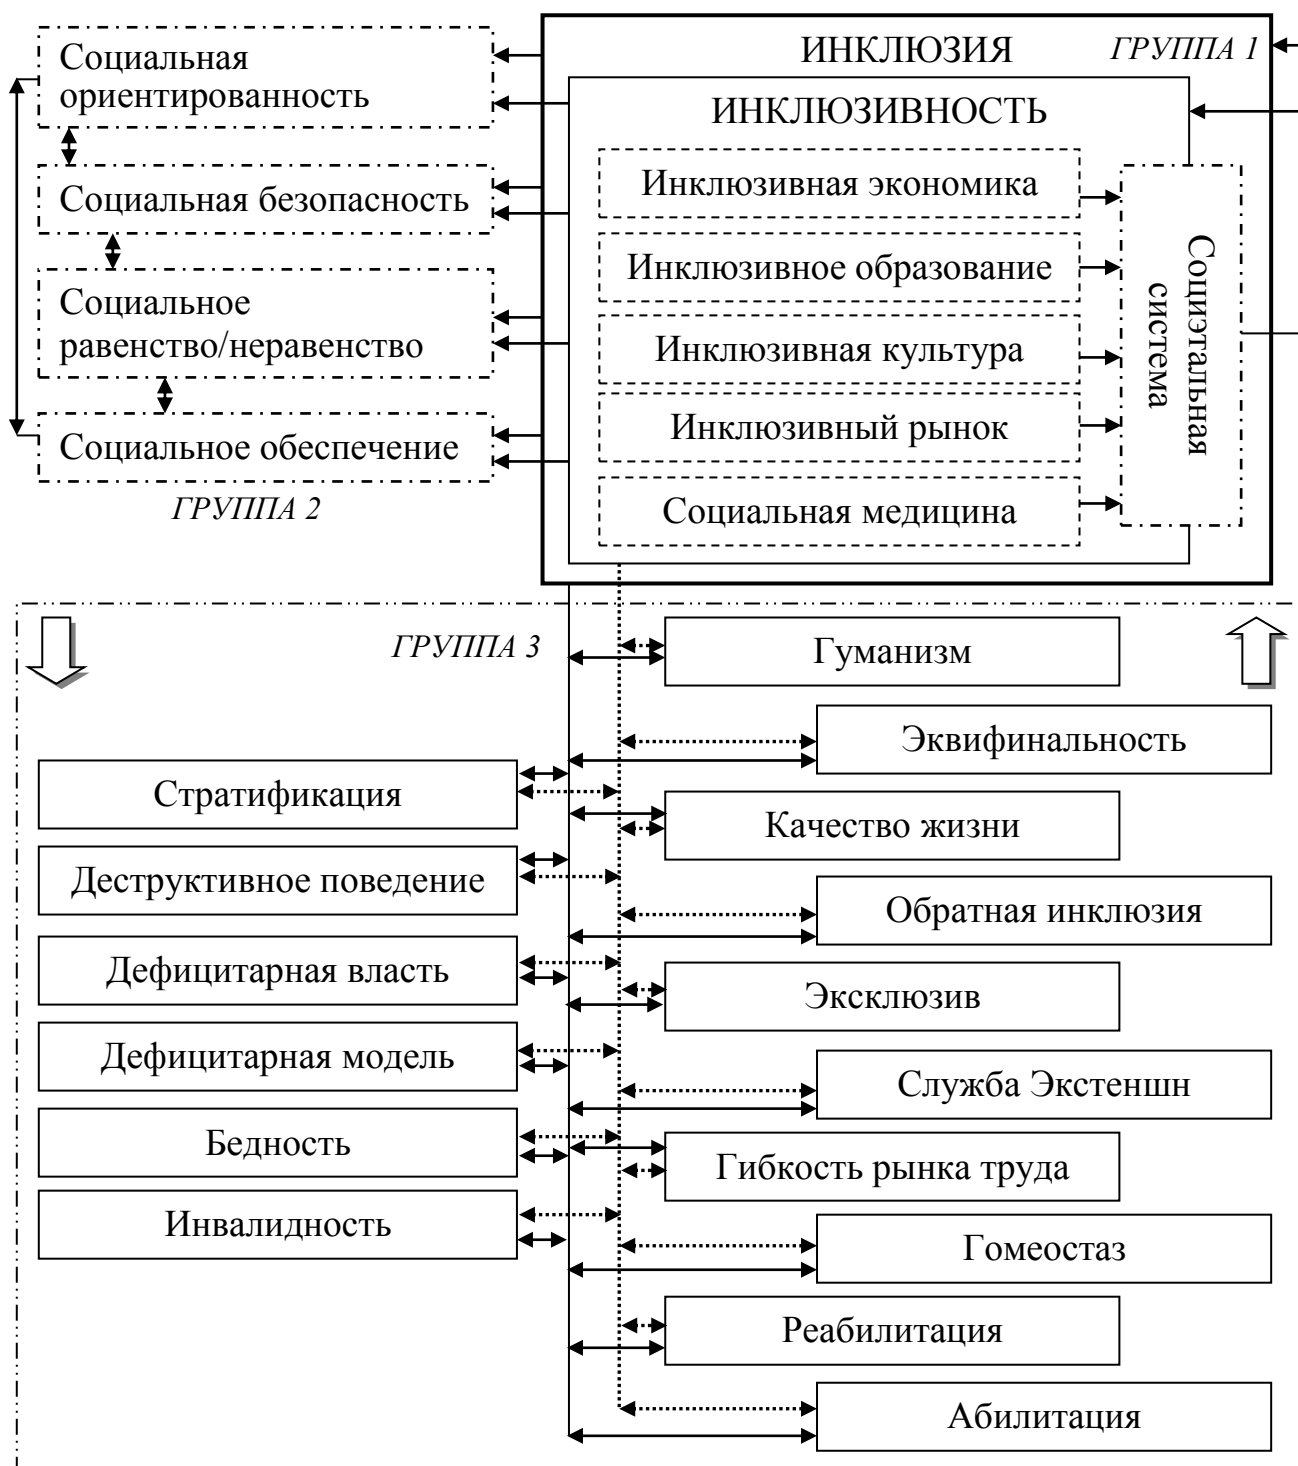 ИНКЛЮЗИЯ
ГРУППА 1
ИНКЛЮЗИВНОСТЬ
Инклюзивная экономика
Инклюзивное образование
Инклюзивная культура
Инклюзивный рынок
Социальная медицина
Социэтальная
система
Социальная
ориентированность
Социальная безопасность
Социальное
равенство/неравенство
Социальное обеспечение
ГРУППА 2
ГРУППА 3
Стратификация
Деструктивное поведение
Дефицитарная власть
Дефицитарная модель
Бедность
Инвалидность
Гуманизм
Эквифинальность
Качество жизни
Обратная инклюзия
Эксклюзив
Служба Экстеншн
Гибкость рынка труда
Гомеостаз
Реабилитация
Абилитация